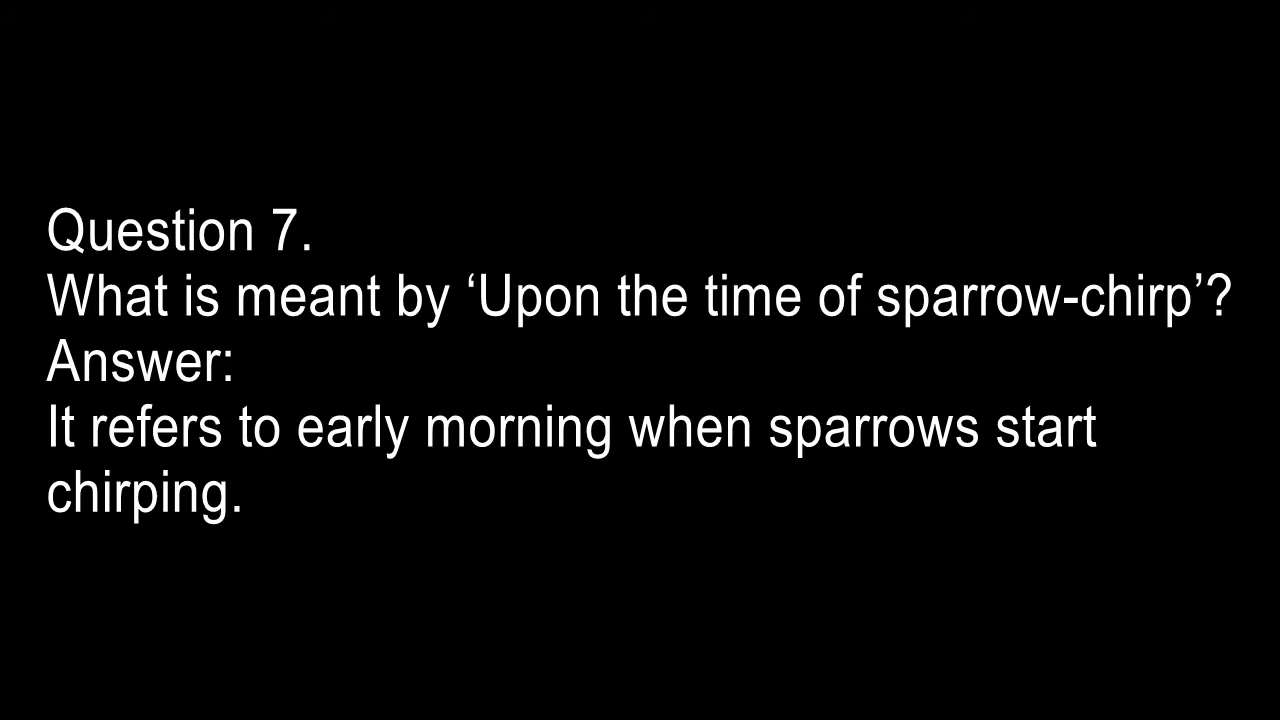 Question 7.
What is meant by ‘Upon the time of sparrow-chirp’?
Answer:
It refers to early morning when sparrows start
chirping.